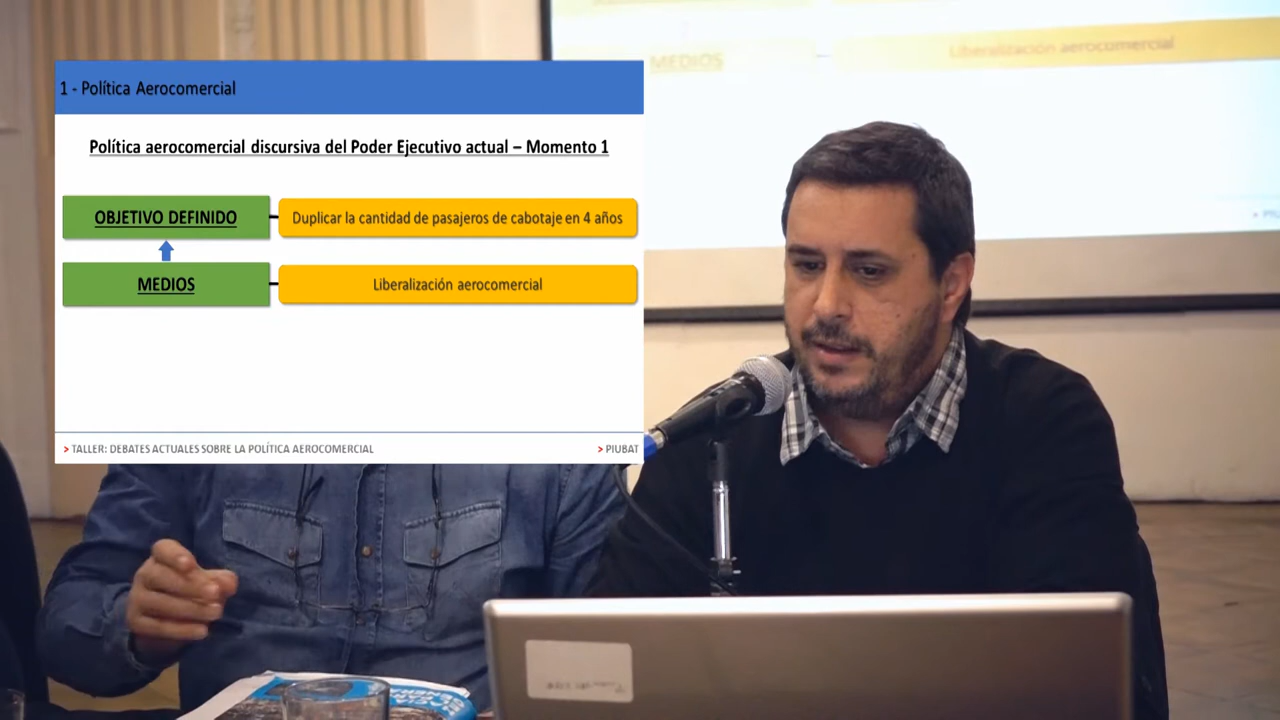 MEDIOS
Liberalización aerocomercial
1 - Política Aerocomercial
Política aerocomercial discursiva del Poder Ejecutivo actual – Momento 1
OBJETIVO DEFINIDO
Duplicar la cantidad de pasajeros de cabotaje en 4 años
MEDIOS
Liberalización aerocomercial
> TALLER: DEBATES ACTUALES SOBRE LA POLÍTICA AEROCOMERCIAL
> PIUBAT